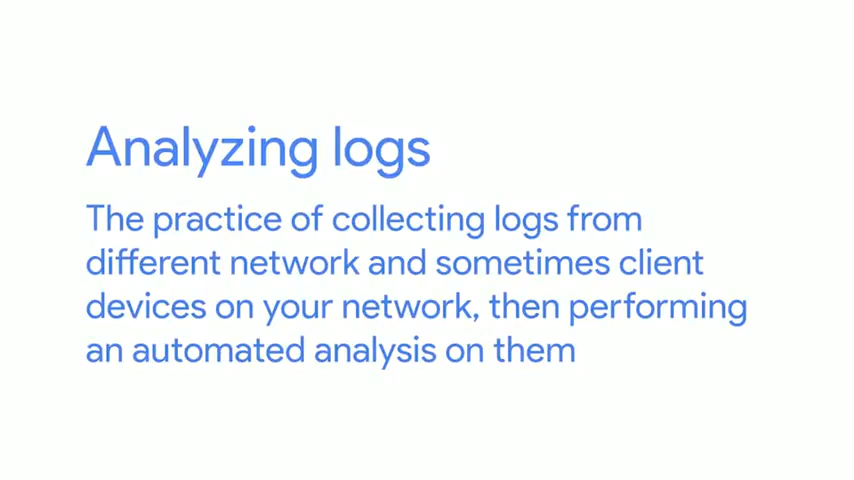 Analyzing logs
The practice of collecting logs from
different network and sometimes client
devices on your network, then performing
an automated analysis on them